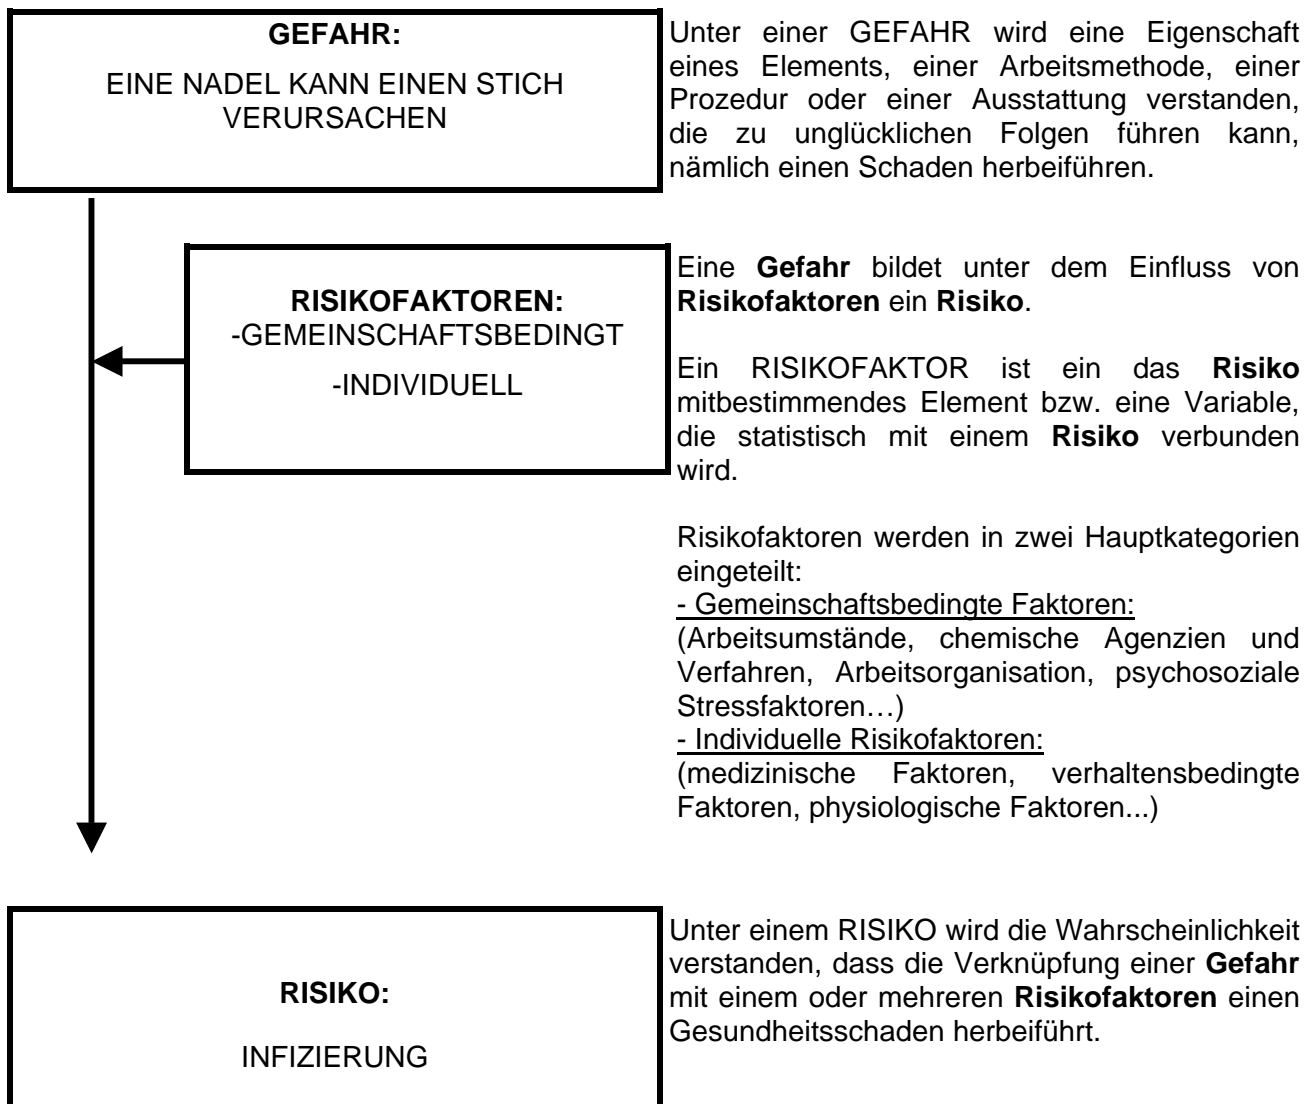 GEFAHR:
EINE NADEL KANN EINEN STICH
VERURSACHEN
Unter einer GEFAHR wird eine Eigenschaft
eines Elements, einer Arbeitsmethode, einer
Prozedur oder einer Ausstattung verstanden,
die zu unglücklichen Folgen führen kann,
nämlich einen Schaden herbeiführen.
RISIKOFAKTOREN:
-GEMEINSCHAFTSBEDINGT
-INDIVIDUELL
Eine Gefahr bildet unter dem Einfluss von
Risikofaktoren ein Risiko.
Ein RISIKOFAKTOR ist ein das Risiko
mitbestimmendes Element bzw. eine Variable,
die statistisch mit einem Risiko verbunden
wird.
Risikofaktoren werden in zwei Hauptkategorien
eingeteilt:
- Gemeinschaftsbedingte Faktoren:
(Arbeitsumstände, chemische Agenzien und
Verfahren, Arbeitsorganisation, psychosoziale
Stressfaktoren…)
- Individuelle Risikofaktoren:
(medizinische Faktoren, verhaltensbedingte
Faktoren, physiologische Faktoren...)
RISIKO:
INFIZIERUNG
Unter einem RISIKO wird die Wahrscheinlichkeit
verstanden, dass die Verknüpfung einer Gefahr
mit einem oder mehreren Risikofaktoren einen
Gesundheitsschaden herbeiführt.